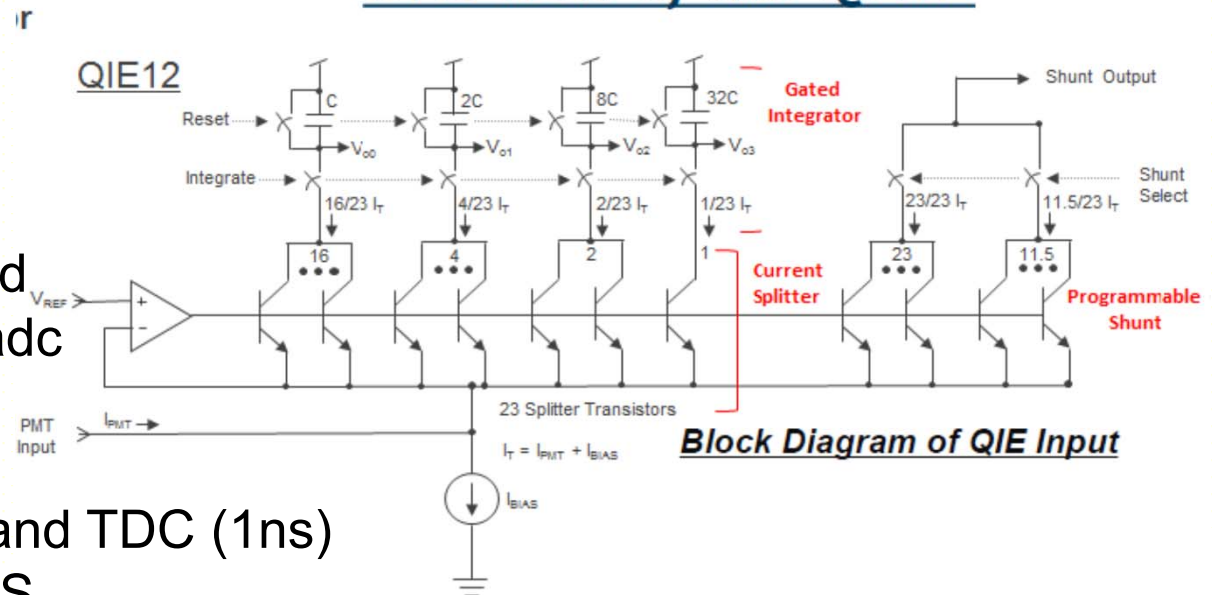 QIE12
C
2C
8C
32C
Gated
Integrator
Shunt Output
Reset
Vo0
Vo1
Vo2
Vo3
Integrate
Shunt
Select
16/23 IT
4/23 IT
2/23 IT
1/23 IT
23/23 IT
11.5/23 IT
16
4
2
1
23
11.5
Current
Splitter
Programmable
Shunt
VREF
+
−
d
adc
23 Splitter Transistors
PMT
Input
IPMT
IT = IPMT + IBIAS
Block Diagram of QIE Input
IBIAS
and TDC (1ns)